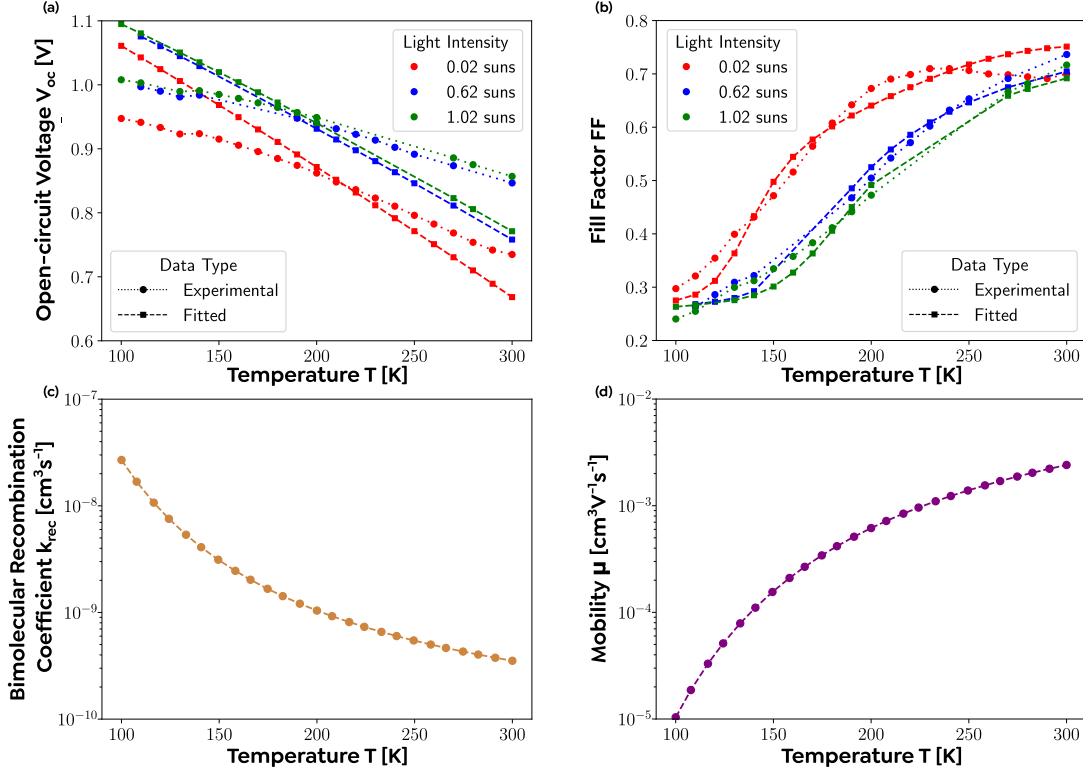 (a)
Open-circuit Voltage Voc [V]
1.1
1.0
0.9
0.8
0.7
0.6
Light Intensity
0.02 suns
0.62 suns
1.02 suns
Data Type
Experimental
Fitted
100
150
200
250
300
Temperature T [K]
(b)
Fill Factor FF
0.8
0.7
0.6
0.5
0.4
0.3
0.2
Light Intensity
0.02 suns
0.62 suns
1.02 suns
Data Type
Experimental
Fitted
100
150
200
250
300
Temperature T [K]
(c)
Bimolecular Recombination
Coefficient krec [cm³s⁻¹]
10⁻⁷
10⁻⁸
10⁻⁹
10⁻¹⁰
100
150
200
250
300
Temperature T [K]
(d)
Mobility μ [cm³V⁻¹s⁻¹]
10⁻²
10⁻³
10⁻⁴
10⁻⁵
100
150
200
250
300
Temperature T [K]